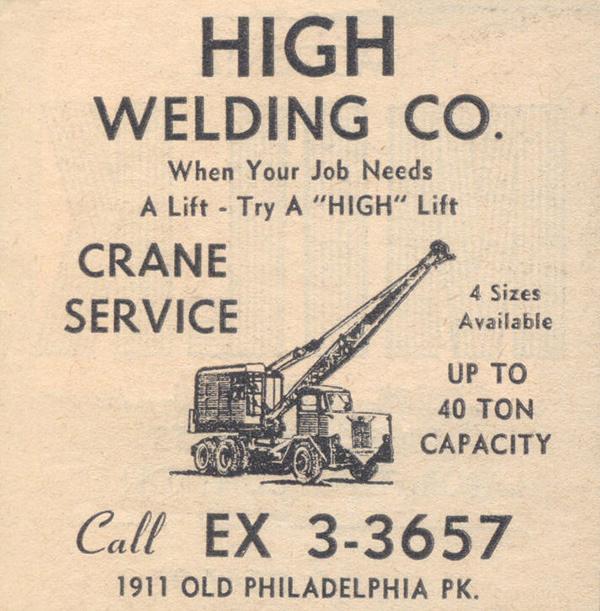 HIGH
WELDING CO.
When Your Job Needs
A Lift - Try A "HIGH" Lift
CRANE
SERVICE
4 Sizes
Available
UP TO
40 TON
CAPACITY
Call EX 3-3657
1911 OLD PHILADELPHIA PK.